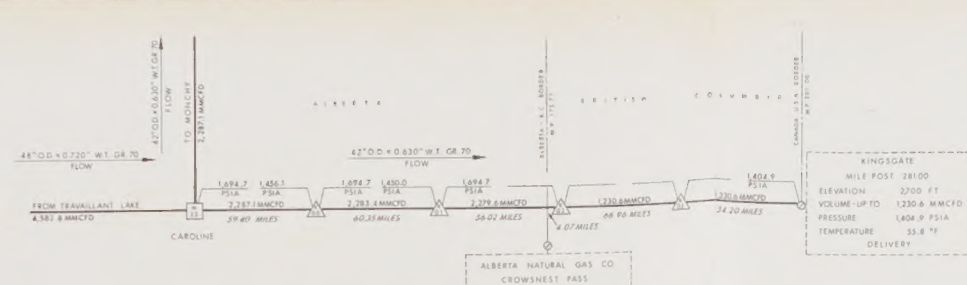 42" O.D. × 0.630" W.T. GR. 70
FLOW
TO MONCHY
2,287.1 MMCFD
ALBERTA
ALBERTA - B.C. BORDER
BRITISH COLUMBIA
CANADA U.S.A. BORDER
48" O.D. × 0.720" W.T. GR. 70
FLOW
42" O.D. × 0.630" W.T. GR. 70
FLOW
1,694.7 PSIA
1,456.1 PSIA
1,694.7 PSIA
1,450.0 PSIA
1,694.7 PSIA
1,404.9 PSIA
FROM TRAVAILLANT LAKE
4,582.8 MMCFD
2,287.1 MMCFD
2,283.4 MMCFD
2,279.6 MMCFD
1,230.6 MMCFD
1,230.6 MMCFD
59.40 MILES
60.35 MILES
56.02 MILES
4.07 MILES
66.96 MILES
34.20 MILES
CAROLINE
ALBERTA NATURAL GAS CO
CROWSNEST PASS
KINGSGATE
MILE POST 281.00
ELEVATION 2,700 FT
VOLUME-UP TO 1,230.6 MMCFD
PRESSURE 1,404.9 PSIA
TEMPERATURE 55.8 °F
DELIVERY